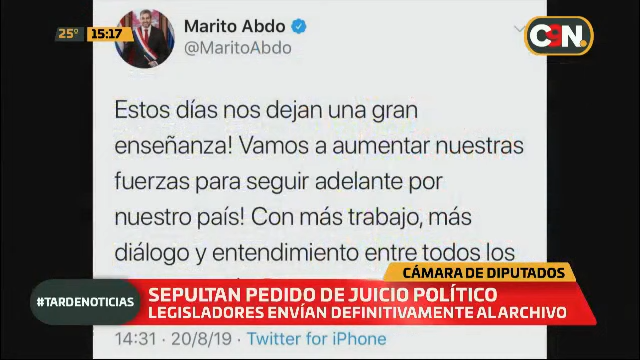 25° 15:17
Marito Abdo
@MaritoAbdo
C9N.
Estos días nos dejan una gran
enseñanza! Vamos a aumentar nuestras
fuerzas para seguir adelante por
nuestro país! Con más trabajo, más
diálogo y entendimiento entre todos los
CÁMARA DE DIPUTADOS
#TARDENOTICIAS
SEPULTAN PEDIDO DE JUICIO POLÍTICO
LEGISLADORES ENVÍAN DEFINITIVAMENTE AL ARCHIVO
14:31 · 20/8/19 · Twitter for iPhone